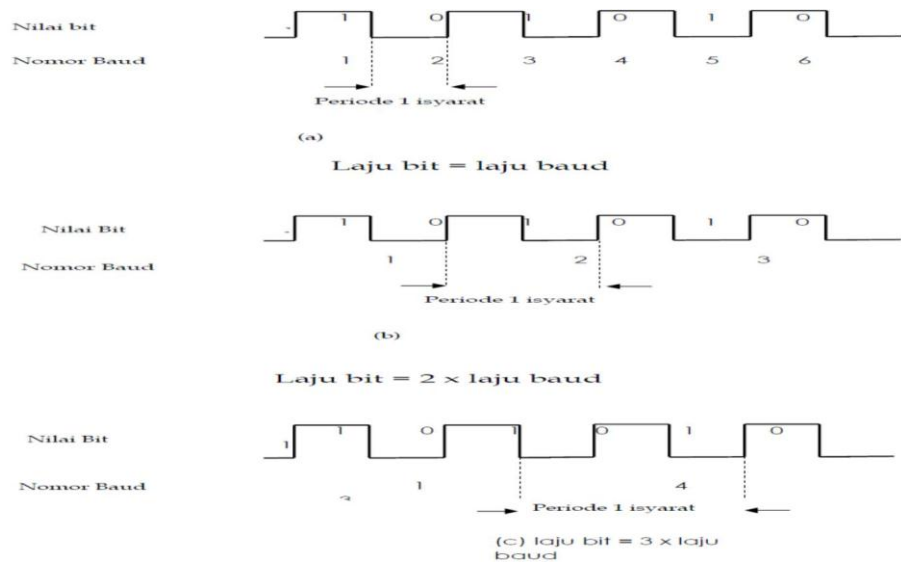 Nilai bit 1 0 1 0 1 0
Nomor Baud 1 2 3 4 5 6
Periode 1 isyarat
(a)
Laju bit = laju baud
Nilai Bit 1 0 1 0 1 0
Nomor Baud 1 2 3
Periode 1 isyarat
(b)
Laju bit = 2 x laju baud
Nilai Bit 1 1 0 1 0 1 0
Nomor Baud 1 4
Periode 1 isyarat
(c) laju bit = 3 x laju
baud